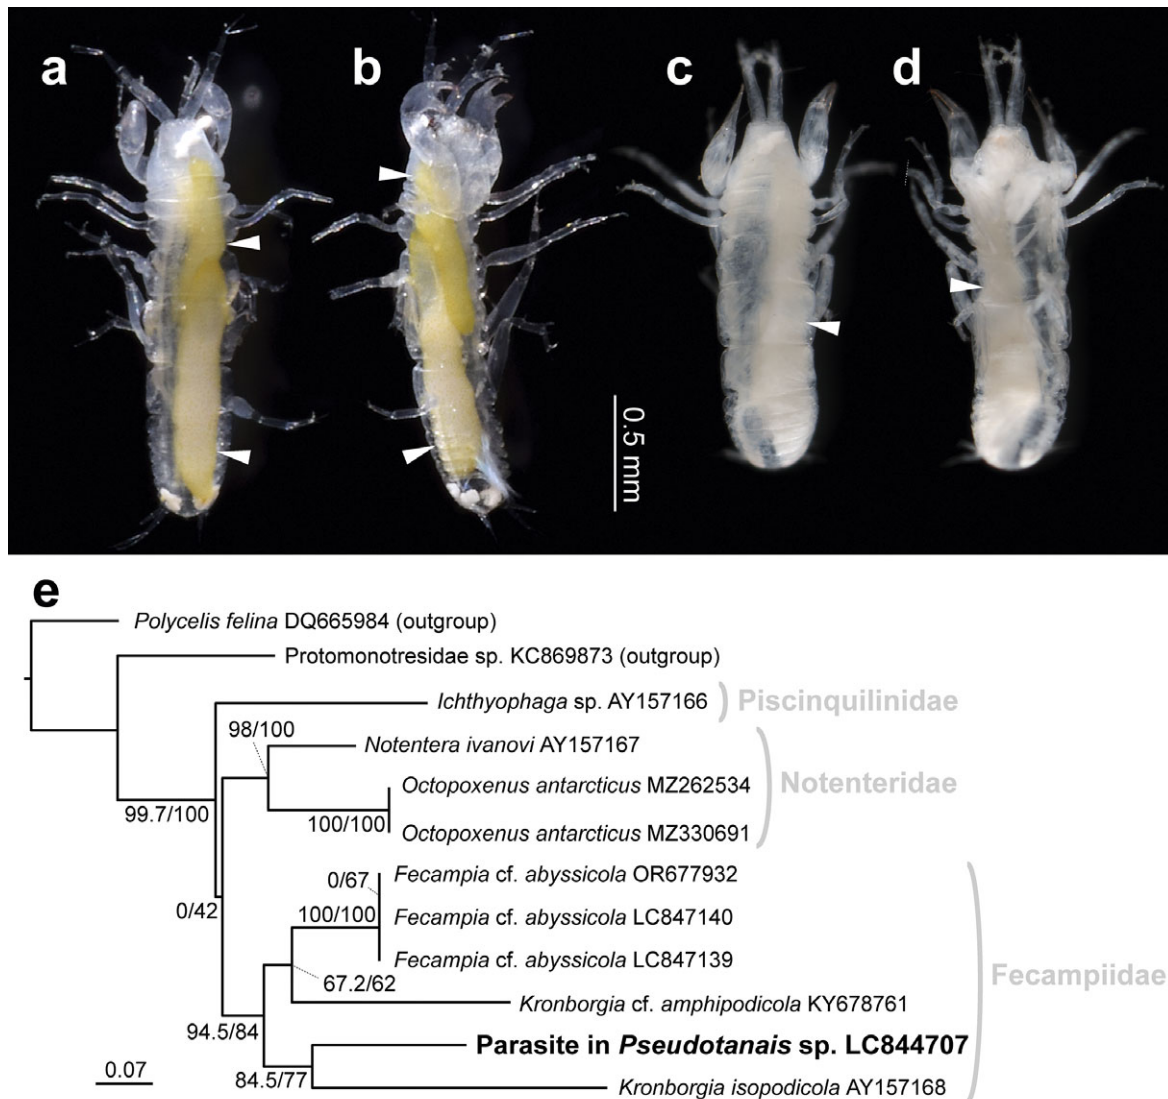 a
b
c
d
0.5 mm
e
Polycelis felina DQ665984 (outgroup)
Protomonotresidae sp. KC869873 (outgroup)
Ichthyophaga sp. AY157166
Piscinquilinidae
98/100
Notentera ivanovi AY157167
Octopoxenus antarcticus MZ262534
Notenteridae
99.7/100
100/100
Octopoxenus antarcticus MZ330691
Fecampia cf. abyssicola OR677932
0/67
0/42
100/100
Fecampia cf. abyssicola LC847140
Fecampia cf. abyssicola LC847139
Fecampiidae
67.2/62
Kronborgia cf. amphipodicola KY678761
94.5/84
Parasite in Pseudotanais sp. LC844707
0.07
84.5/77
Kronborgia isopodicola AY157168